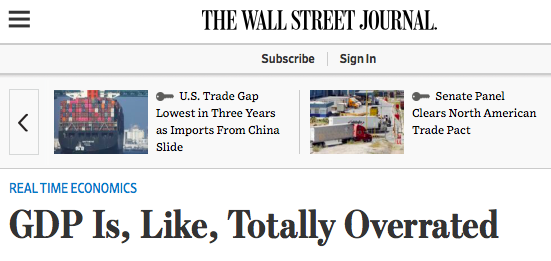 THE WALL STREET JOURNAL.
Subscribe
Sign In
U.S. Trade Gap
Lowest in Three Years
as Imports From China
Slide
Senate Panel
Clears North American
Trade Pact
REAL TIME ECONOMICS
GDP Is, Like, Totally Overrated